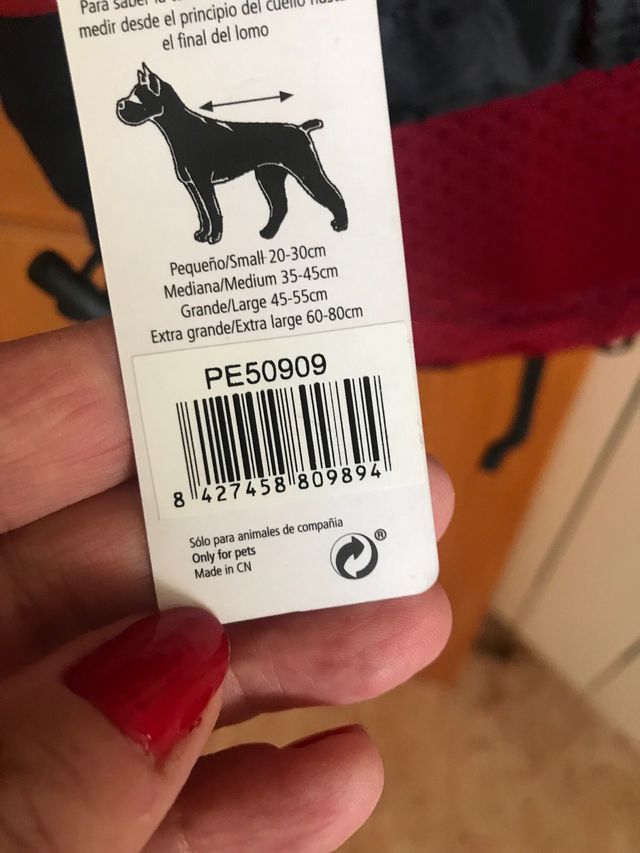 Para saber la
medir desde el principio del cuello hasta
el final del lomo
Pequeño/Small 20-30cm
Mediana/Medium 35-45cm
Grande/Large 45-55cm
Extra grande/Extra large 60-80cm
PE50909
8 427458 809894
Sólo para animales de compañia
Only for pets
Made in CN
®